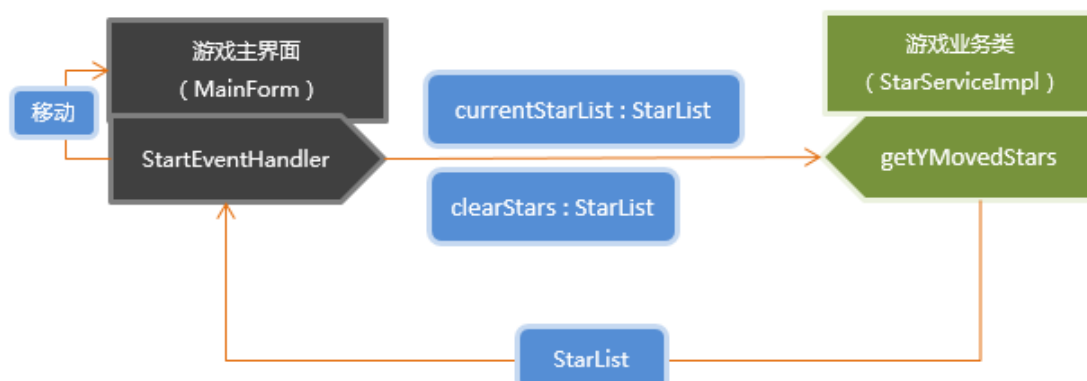 游戏主界面
（MainForm）
移动
StartEventHandler
currentStarList : StarList
clearStars : StarList
游戏业务类
（StarServiceImpl）
getYMovedStars
StarList